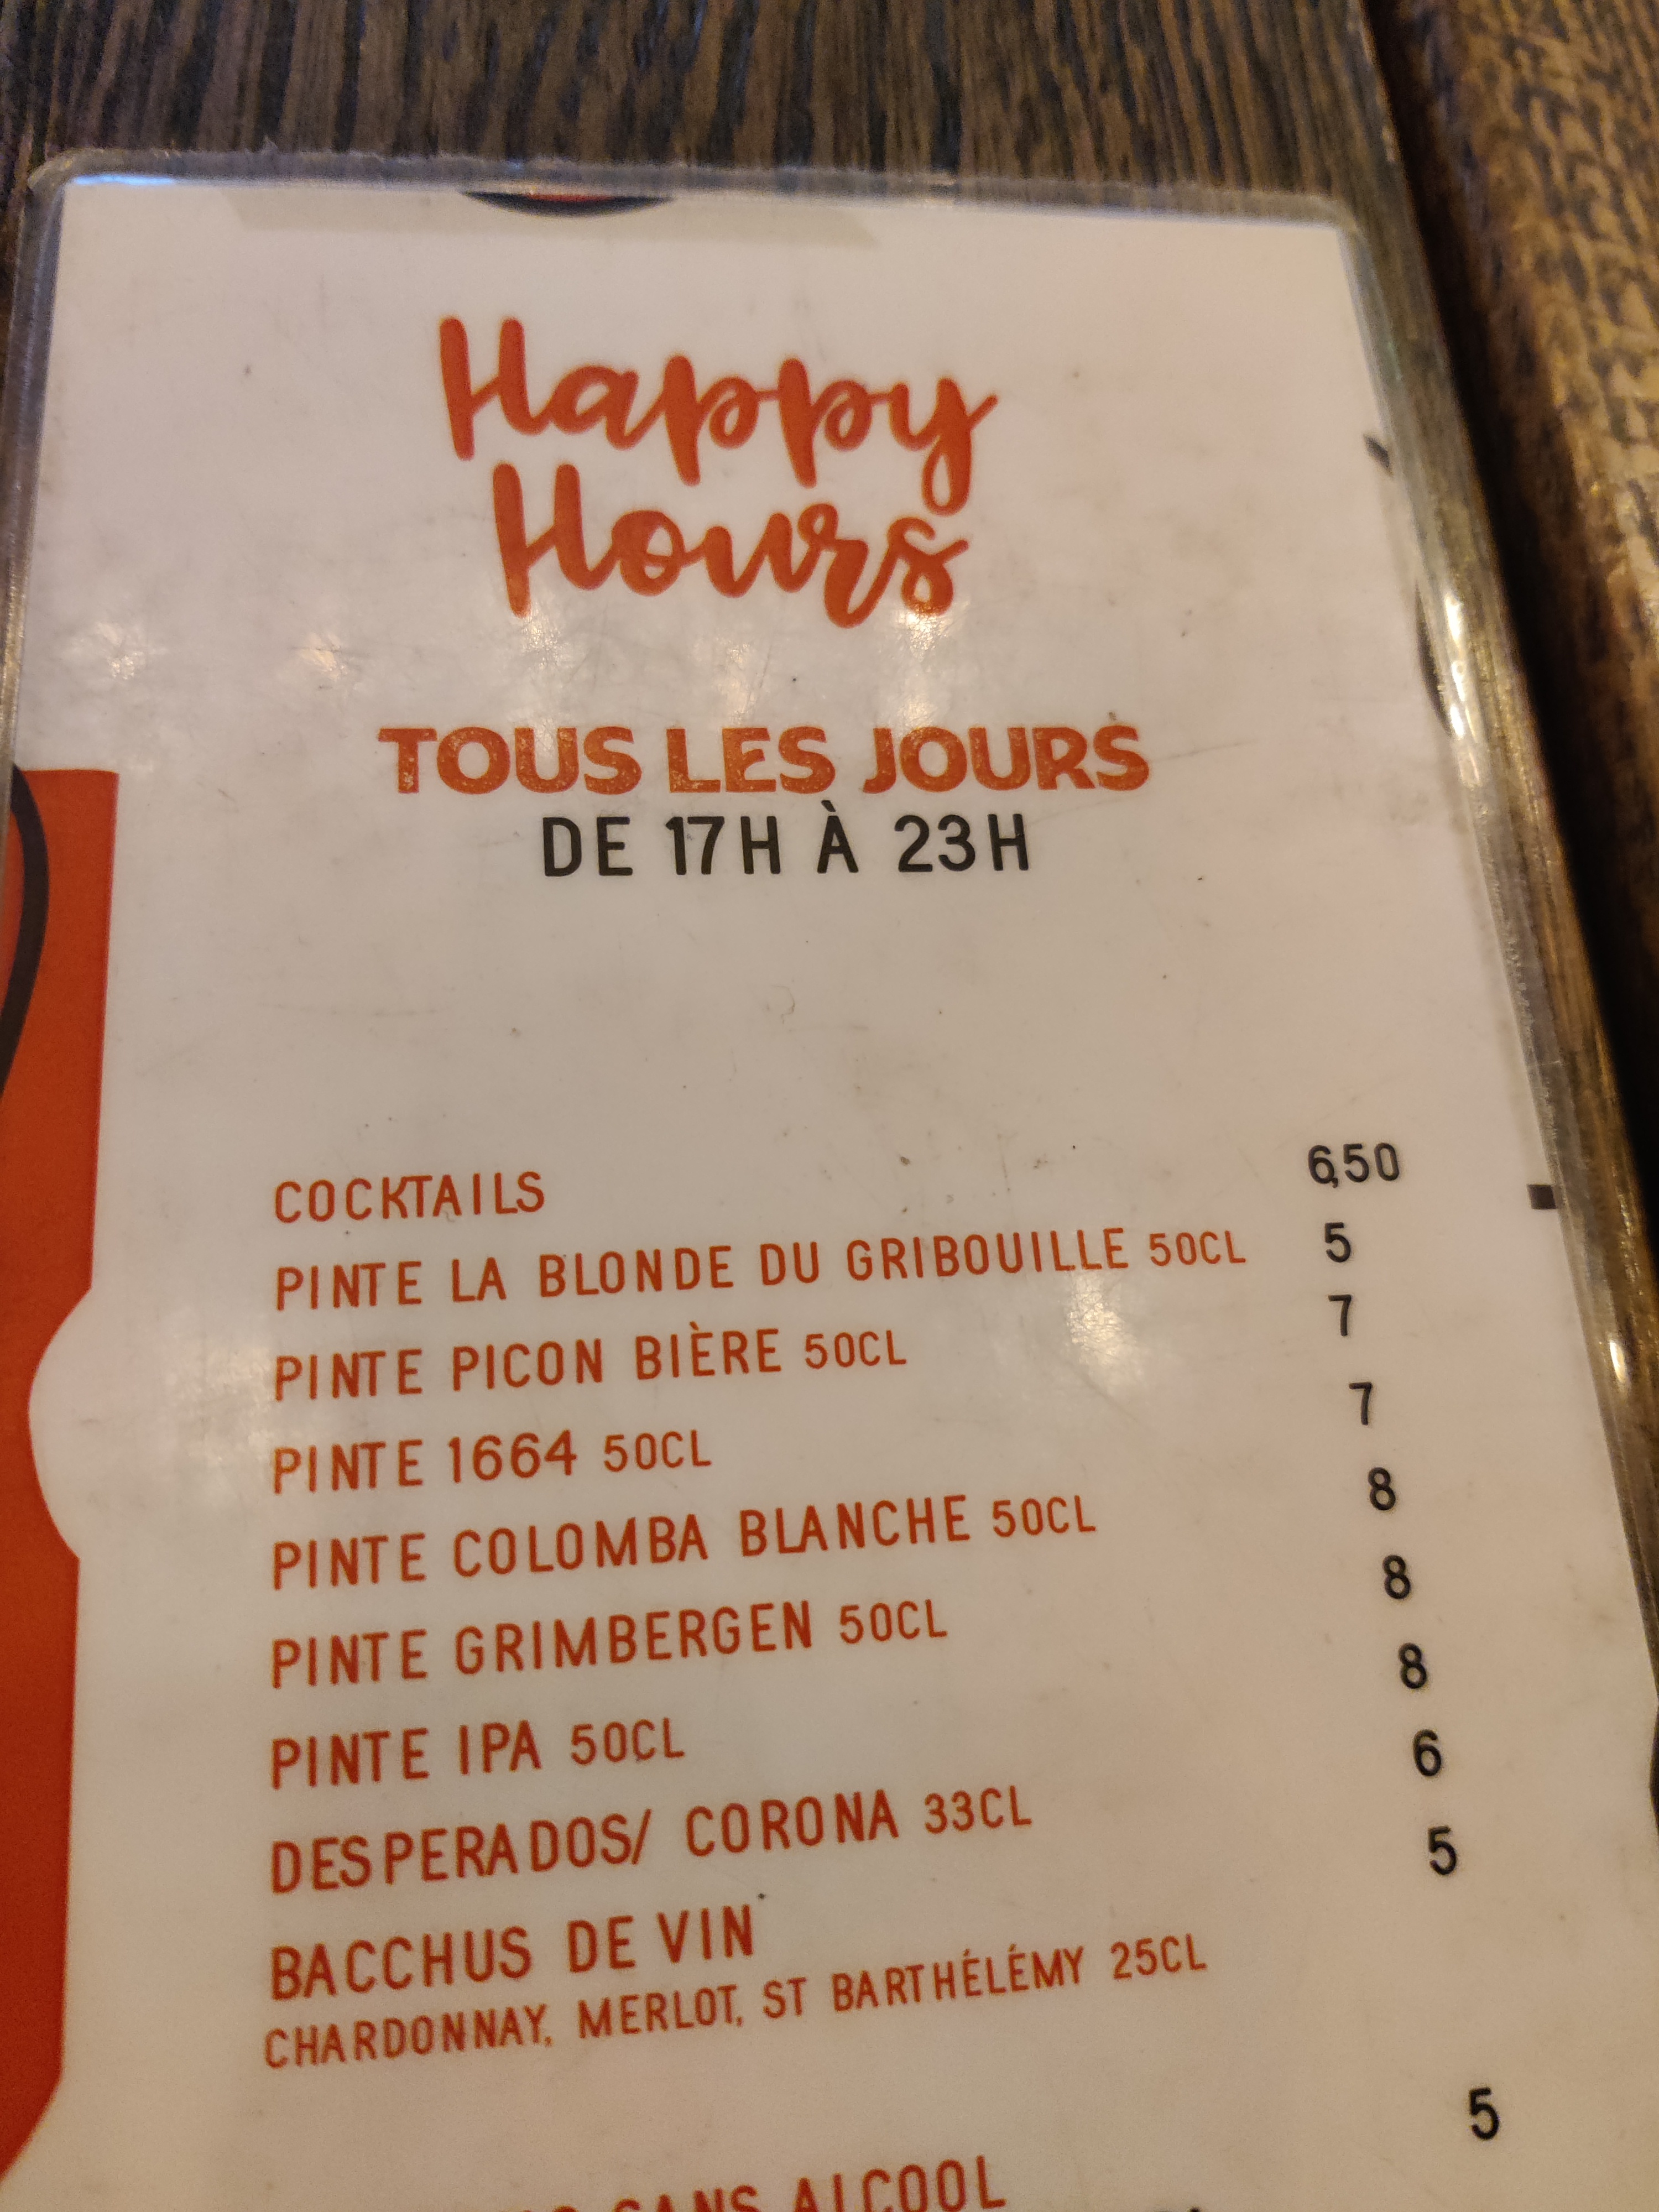 Happy
Hours
TOUS LES JOURS
DE 17H À 23H
COCKTAILS 6,50
PINTE LA BLONDE DU GRIBOUILLE 50CL 5
PINTE PICON BIÈRE 50CL 7
PINTE 1664 50CL 7
PINTE COLOMBA BLANCHE 50CL 8
PINTE GRIMBERGEN 50CL 8
PINTE IPA 50CL 8
DESPERADOS/ CORONA 33CL 6
BACCHUS DE VIN 5
CHARDONNAY, MERLOT, ST BARTHÉLÉMY 25CL
SANS ALCOOL 5